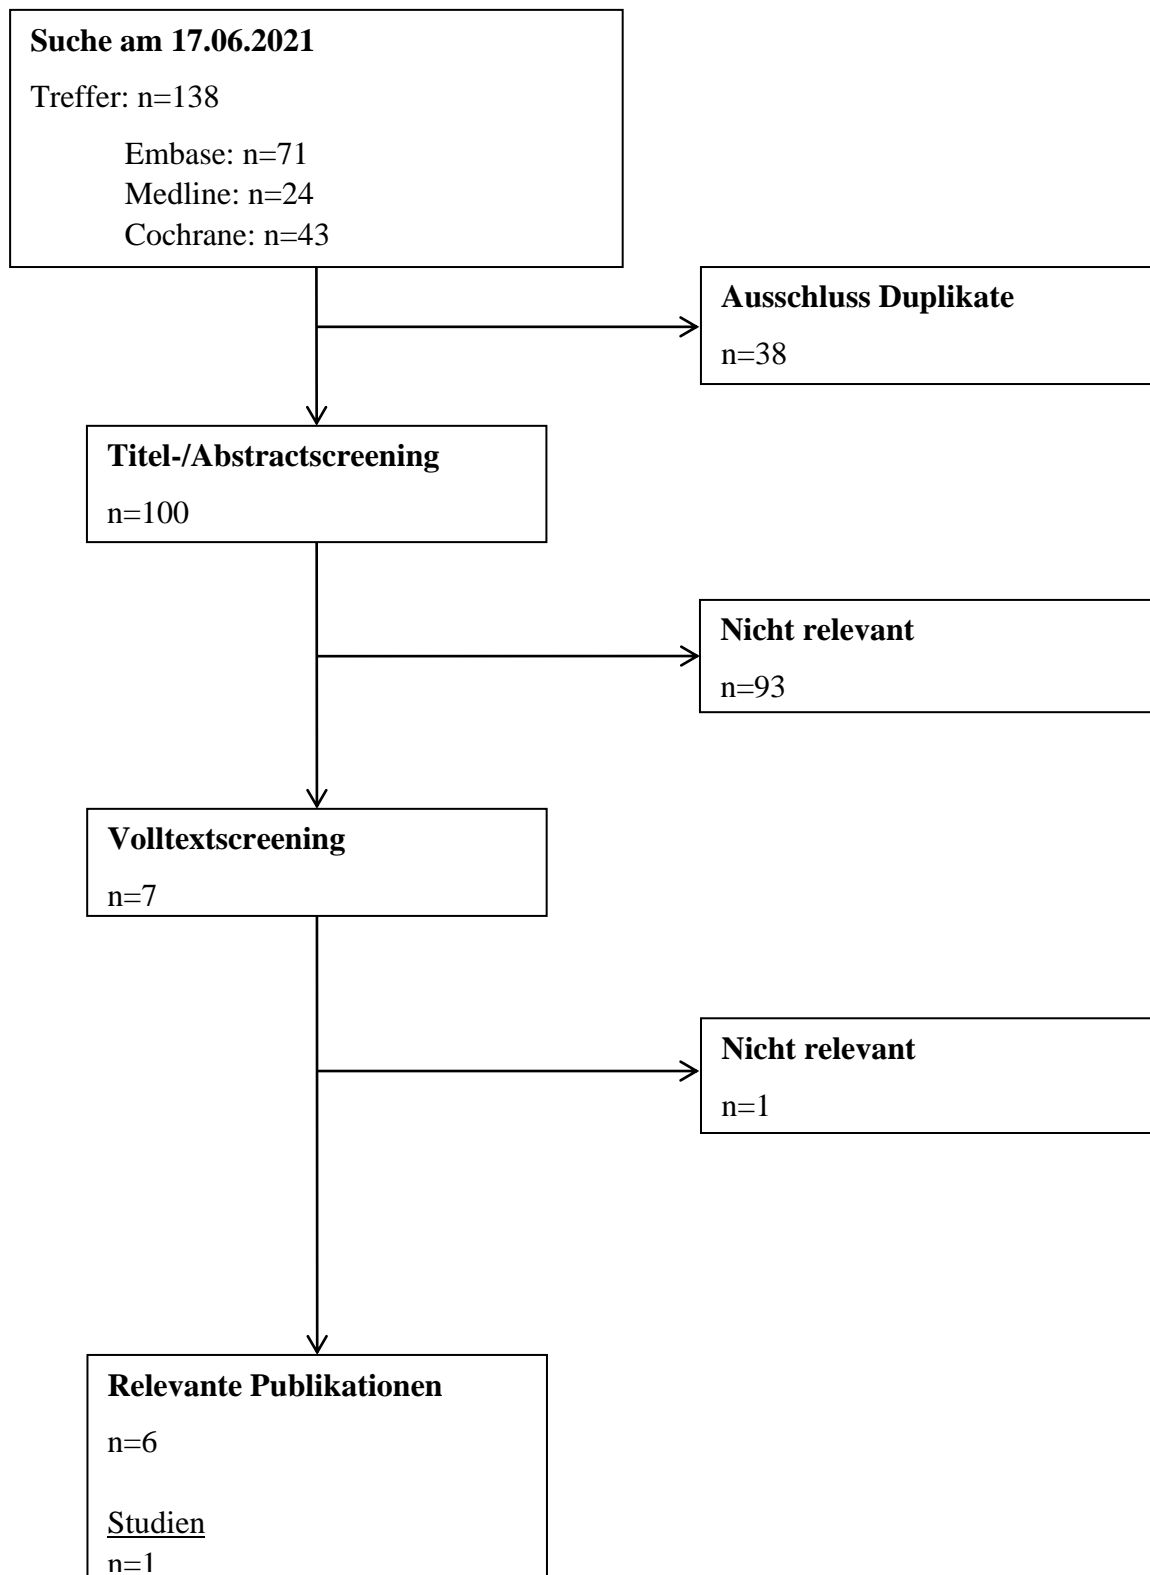 Suche am 17.06.2021
Treffer: n=138
Embase: n=71
Medline: n=24
Cochrane: n=43
Ausschluss Duplikate
n=38
Titel-/Abstractscreening
n=100
Nicht relevant
n=93
Volltextscreening
n=7
Nicht relevant
n=1
Relevante Publikationen
n=6
Studien
n=1